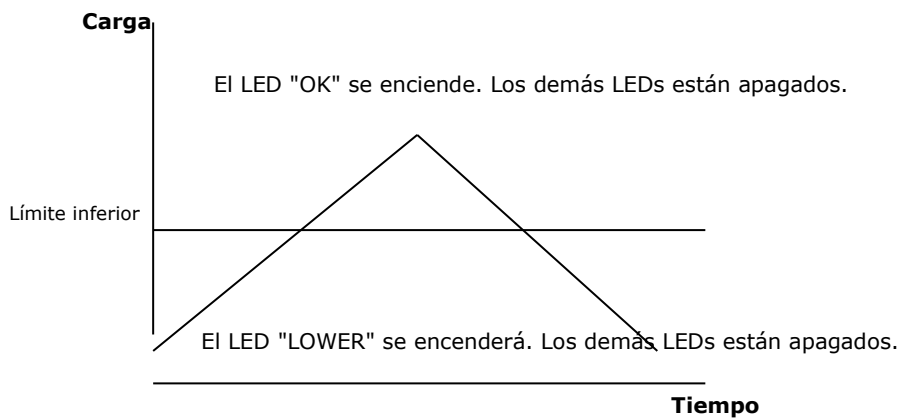 Carga
El LED "OK" se enciende. Los demás LEDs están apagados.
Límite inferior
El LED "LOWER" se encenderá. Los demás LEDs están apagados.
Tiempo